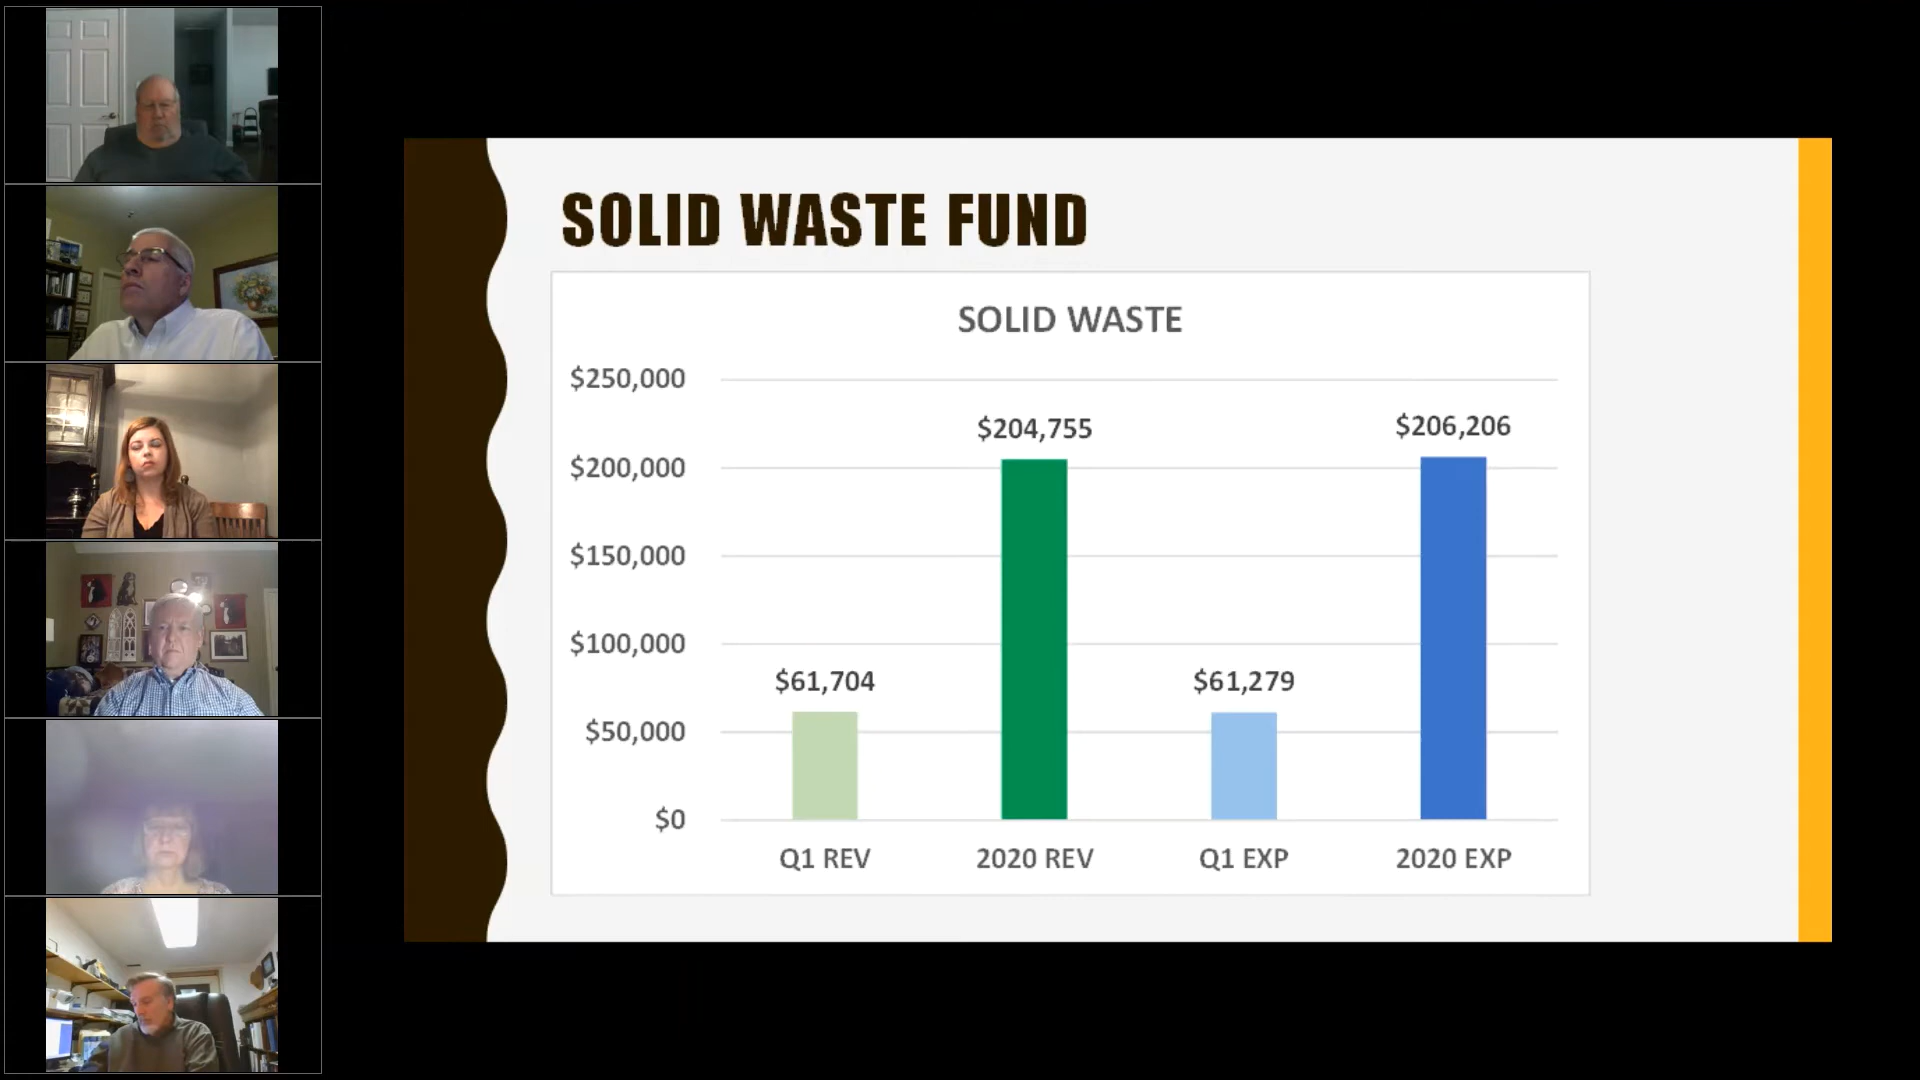 SOLID WASTE FUND
SOLID WASTE
$250,000
$200,000
$150,000
$100,000
$50,000
$0
$61,704
$204,755
$61,279
$206,206
Q1 REV
2020 REV
Q1 EXP
2020 EXP